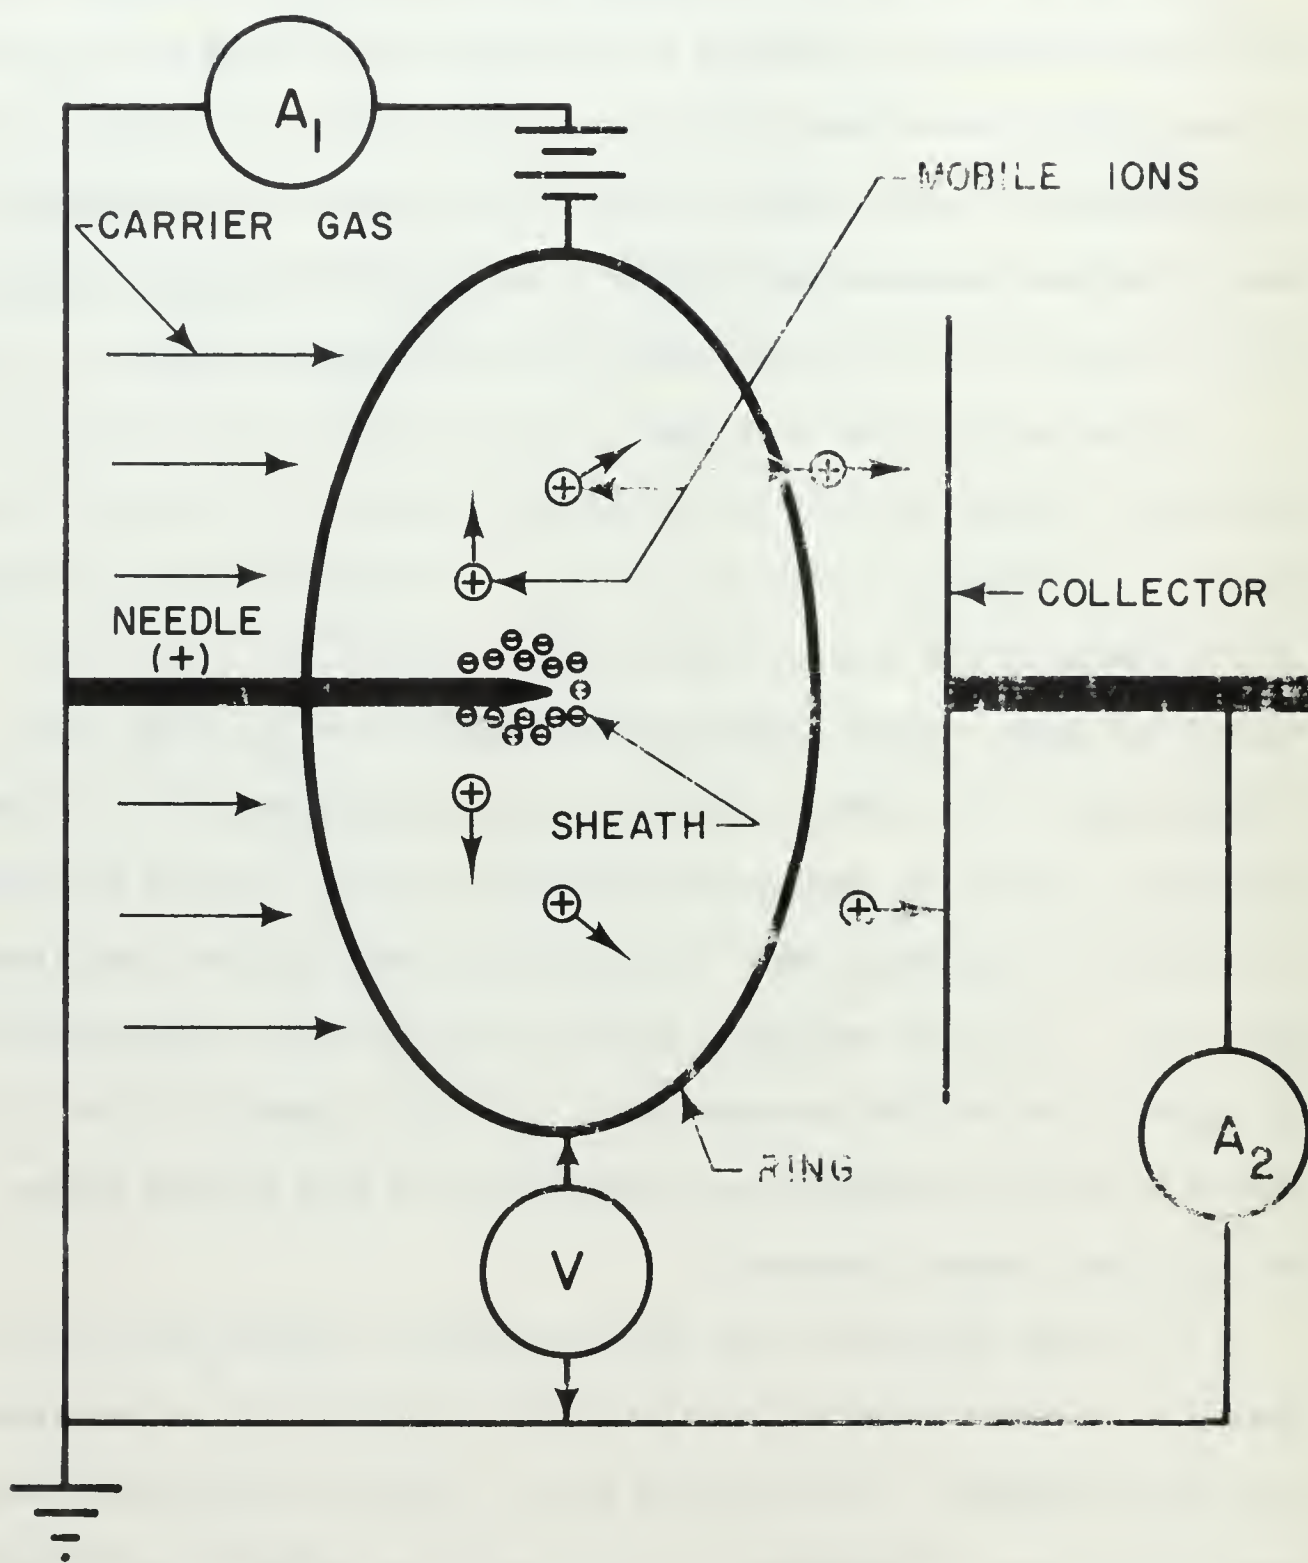 A1
MOBILE IONS
CARRIER GAS
NEEDLE
(+)
COLLECTOR
SHEATH
RING
A2
V